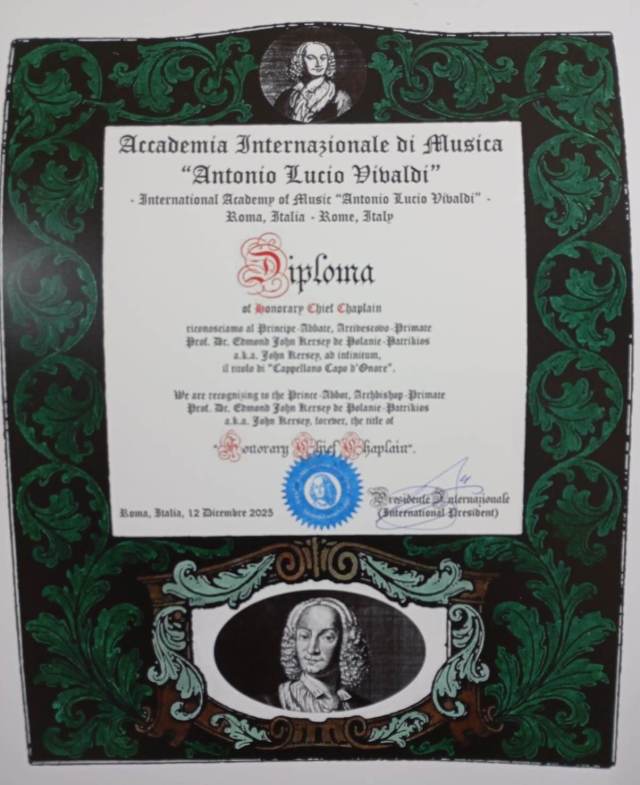 Accademia Internazionale di Musica
“Antonio Lucio Vivaldi”
- International Academy of Music “Antonio Lucio Vivaldi” -
Roma, Italia - Rome, Italy
Diploma
of Honorary Chief Chaplain
riconosciamo al Principe-Abbate, Arcivescovo-Primate
Prof. Dr. Edmond John Kersey de Polanie-Patrikios
a.k.a. John Kersey, ad infinitum,
il titolo di “Cappellano Capo d'Onore”.
We are recognizing to the Prince-Abbot, Archbishop-Primate
Prof. Dr. Edmond John Kersey de Polanie-Patrikios
a.k.a. John Kersey, forever, the title of
“Honorary Chief Chaplain”.
Roma, Italia, 12 Dicembre 2025
Presidente Internazionale
(International President)